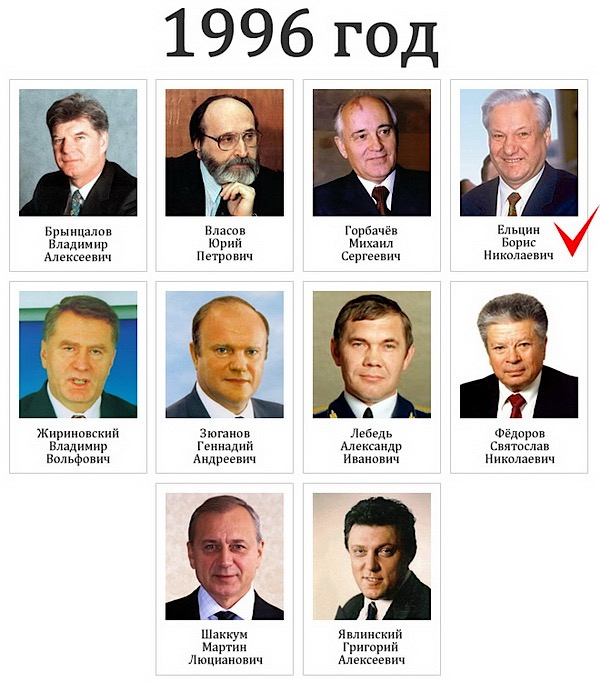 1996 год
Брынцалов
Владимир
Алексеевич
Власов
Юрий
Петрович
Горбачёв
Михаил
Сергеевич
Ельцин
Борис
Николаевич
Жириновский
Владимир
Вольфович
Зюганов
Геннадий
Андреевич
Лебедь
Александр
Иванович
Фёдоров
Святослав
Николаевич
Шаккум
Мартин
Люцианович
Явлинский
Григорий
Алексеевич